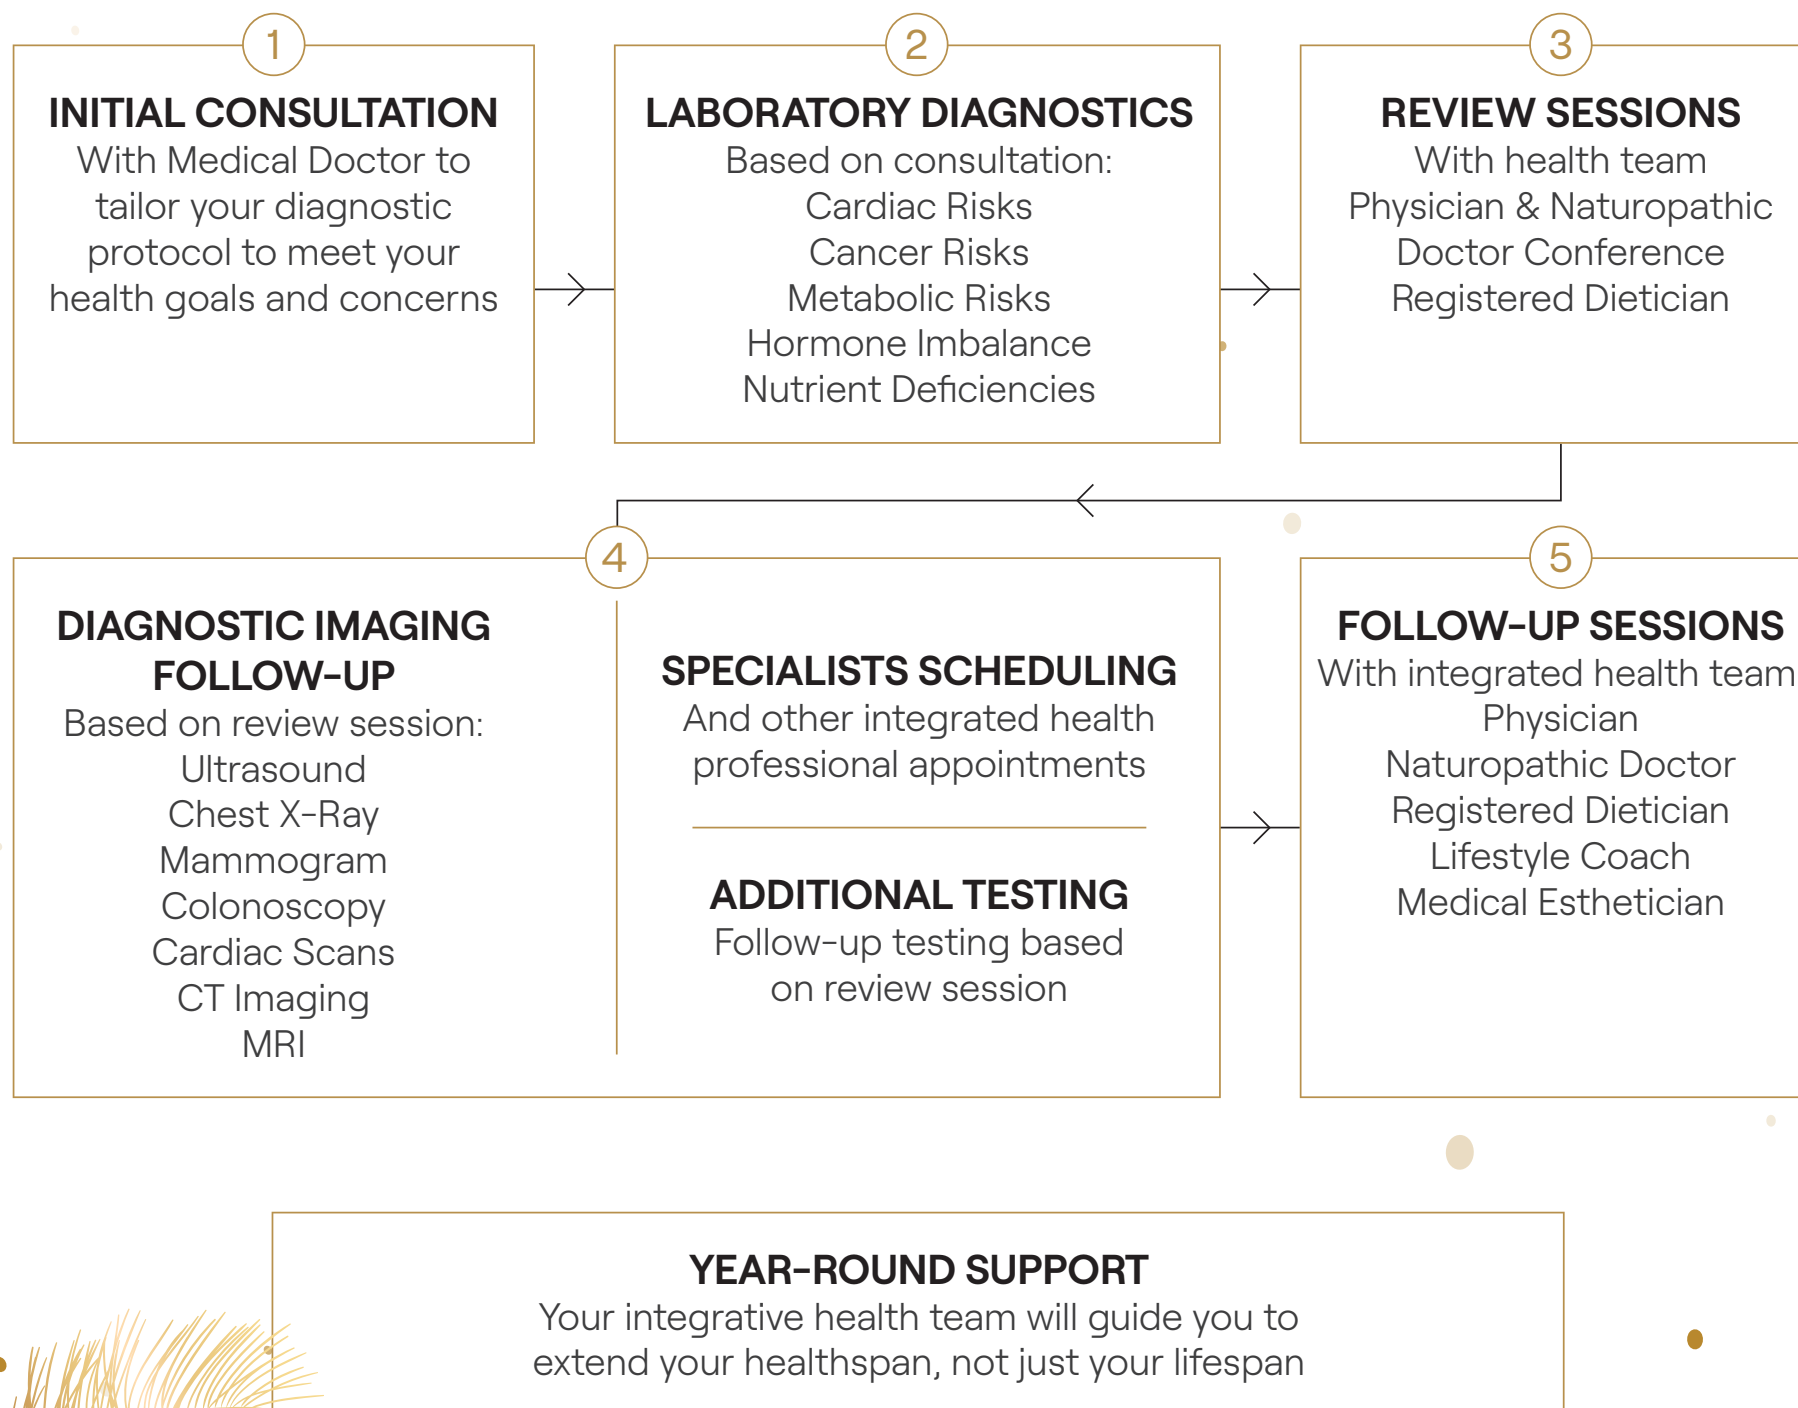 1
INITIAL CONSULTATION
With Medical Doctor to
tailor your diagnostic
protocol to meet your
health goals and concerns
2
LABORATORY DIAGNOSTICS
Based on consultation:
Cardiac Risks
Cancer Risks
Metabolic Risks
Hormone Imbalance
Nutrient Deficiencies
3
REVIEW SESSIONS
With health team
Physician & Naturopathic
Doctor Conference
Registered Dietician
4
DIAGNOSTIC IMAGING
FOLLOW-UP
Based on review session:
Ultrasound
Chest X-Ray
Mammogram
Colonoscopy
Cardiac Scans
CT Imaging
MRI
SPECIALISTS SCHEDULING
And other integrated health
professional appointments
ADDITIONAL TESTING
Follow-up testing based
on review session
5
FOLLOW-UP SESSIONS
With integrated health team
Physician
Naturopathic Doctor
Registered Dietician
Lifestyle Coach
Medical Esthetician
YEAR-ROUND SUPPORT
Your integrative health team will guide you to
extend your healthspan, not just your lifespan